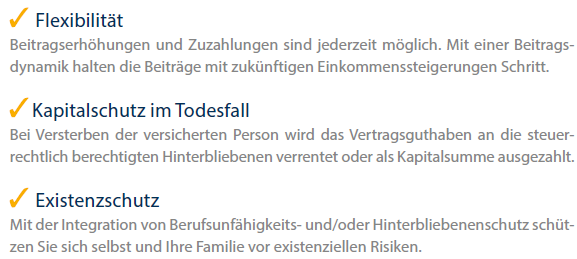 ✓ Flexibilität
Beitragserhöhungen und Zuzahlungen sind jederzeit möglich. Mit einer Beitrags-
dynamik halten die Beiträge mit zukünftigen Einkommenssteigerungen Schritt.
✓ Kapitalschutz im Todesfall
Bei Versterben der versicherten Person wird das Vertragsguthaben an die steuer-
rechtlich berechtigten Hinterbliebenen verrentet oder als Kapitalsumme ausgezahlt.
✓ Existenzschutz
Mit der Integration von Berufsunfähigkeits- und/oder Hinterbliebenenschutz schüt-
zen Sie sich selbst und Ihre Familie vor existenziellen Risiken.